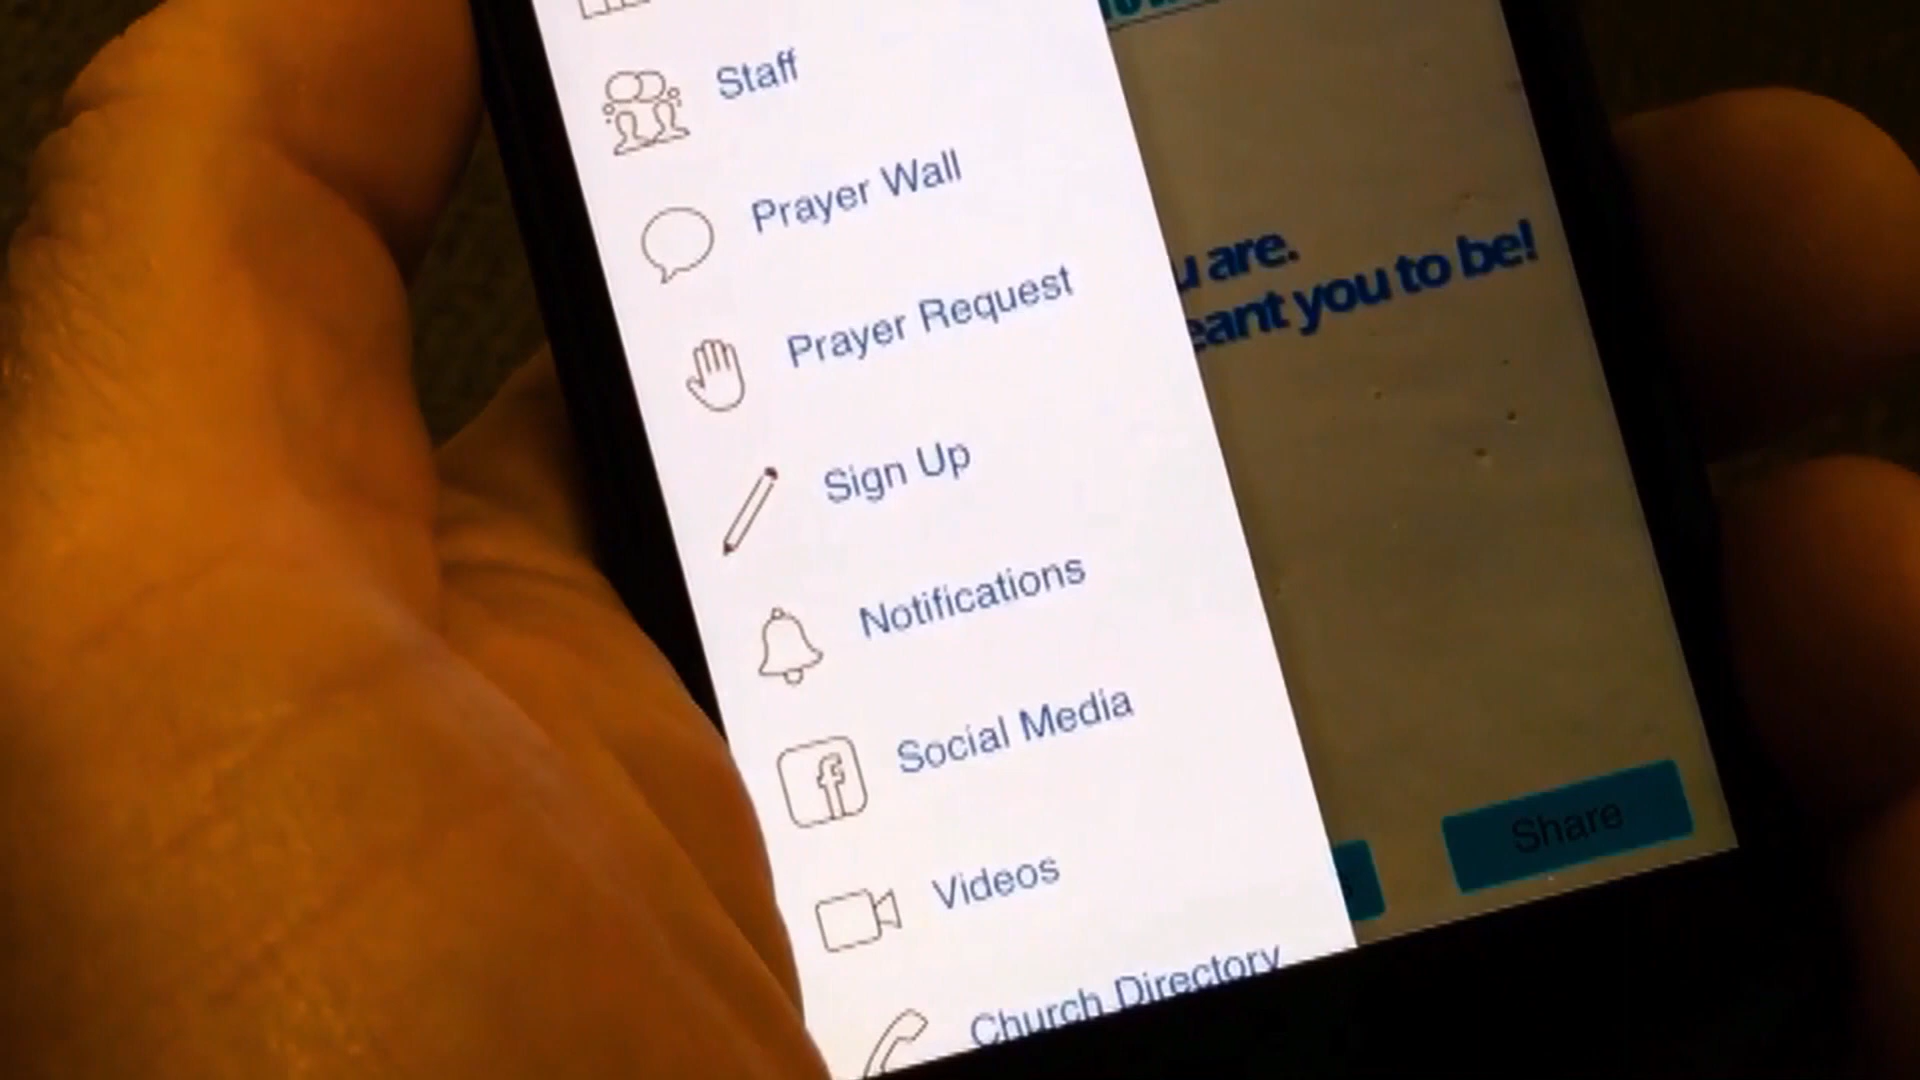 Staff
Prayer Wall
Prayer Request
Sign Up
Notifications
Social Media
Videos
Church Directory
u are.
eant you to be!
Share